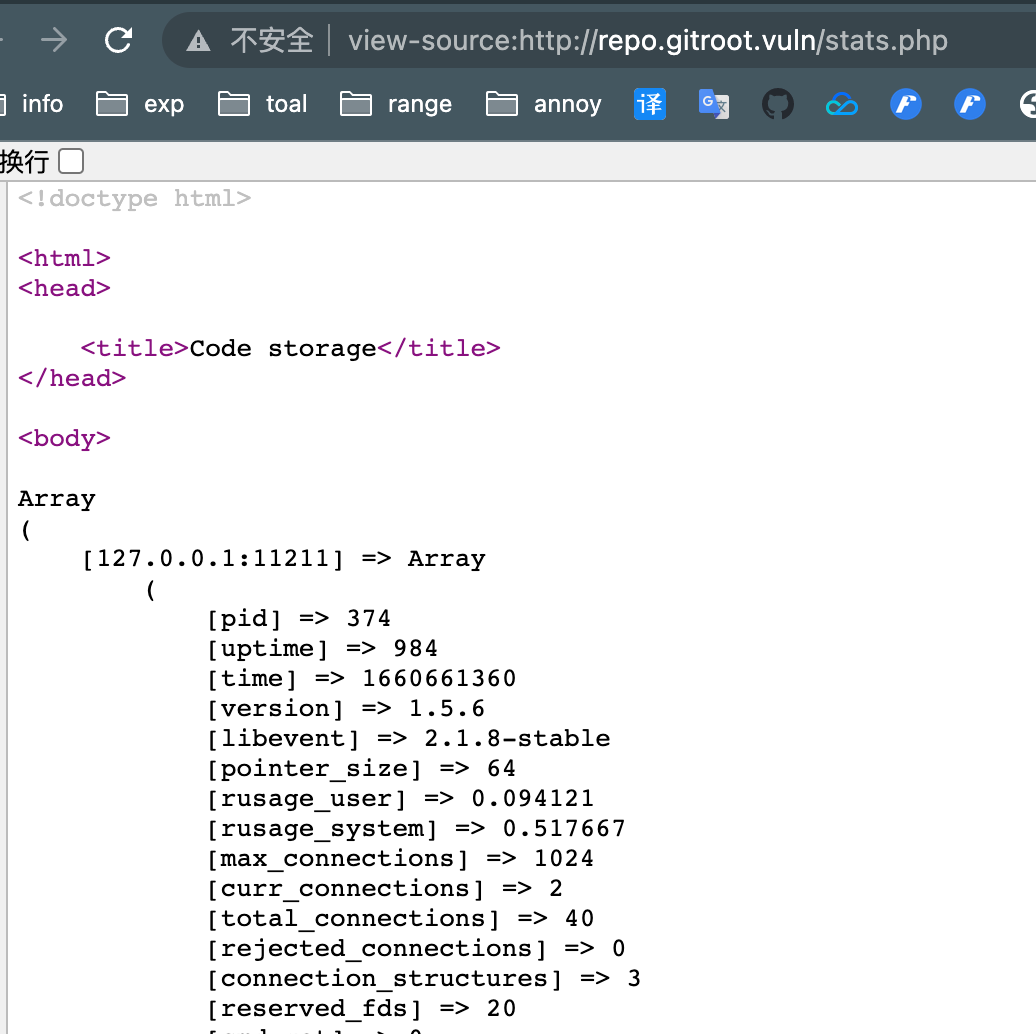 不安全 | view-source:http://repo.gitroot.vuln/stats.php
info exp toal range annoy 译 G 文
换行
<!doctype html>
<html>
<head>
<title>Code storage</title>
</head>
<body>
Array
(
[127.0.0.1:11211] => Array
(
[pid] => 374
[uptime] => 984
[time] => 1660661360
[version] => 1.5.6
[libevent] => 2.1.8-stable
[pointer_size] => 64
[rusage_user] => 0.094121
[rusage_system] => 0.517667
[max_connections] => 1024
[curr_connections] => 2
[total_connections] => 40
[rejected_connections] => 0
[connection_structures] => 3
[reserved_fds] => 20